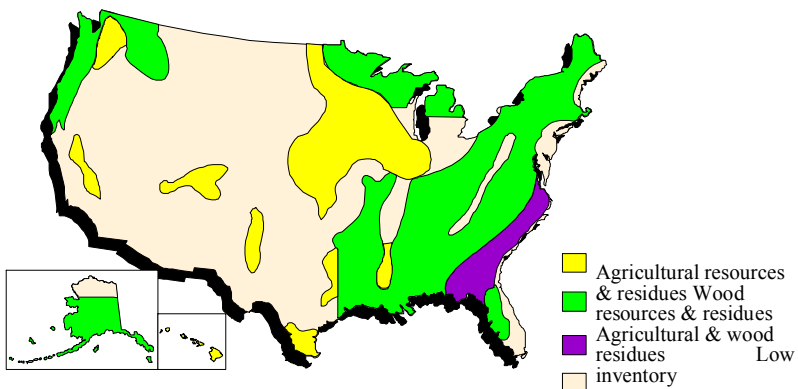 Agricultural resources
& residues Wood
resources & residues
Agricultural & wood
residues Low
inventory